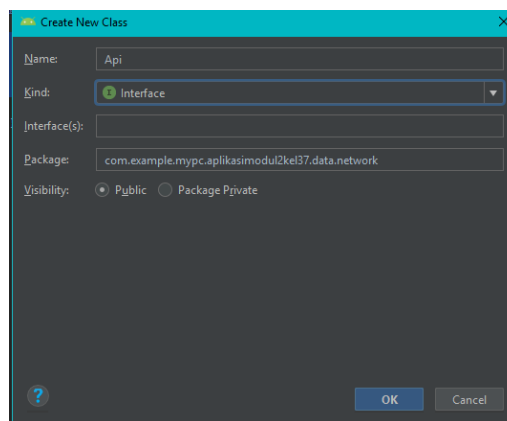 Create New Class
Name: Api
Kind: Interface
Interface(s):
Package: com.example.mypc.aplikasimodul2kel37.data.network
Visibility: Public Package Private
? OK Cancel